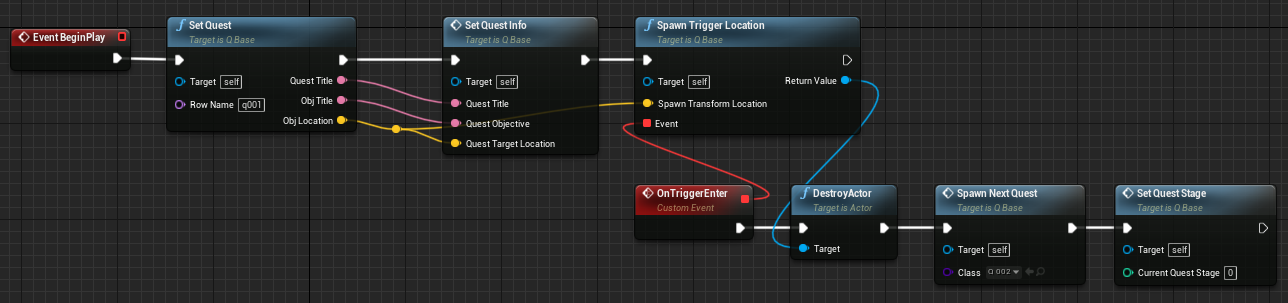 Event BeginPlay
Set Quest
Target is Q Base
Target self
Quest Title
Row Name q001
Obj Title
Obj Location
Set Quest Info
Target is Q Base
Target self
Quest Title
Quest Objective
Quest Target Location
Spawn Trigger Location
Target is Q Base
Target self
Return Value
Spawn Transform Location
Event
OnTriggerEnter
Custom Event
DestroyActor
Target is Actor
Target
Spawn Next Quest
Target is Q Base
Target self
Class Q 002
Set Quest Stage
Target is Q Base
Target self
Current Quest Stage 0